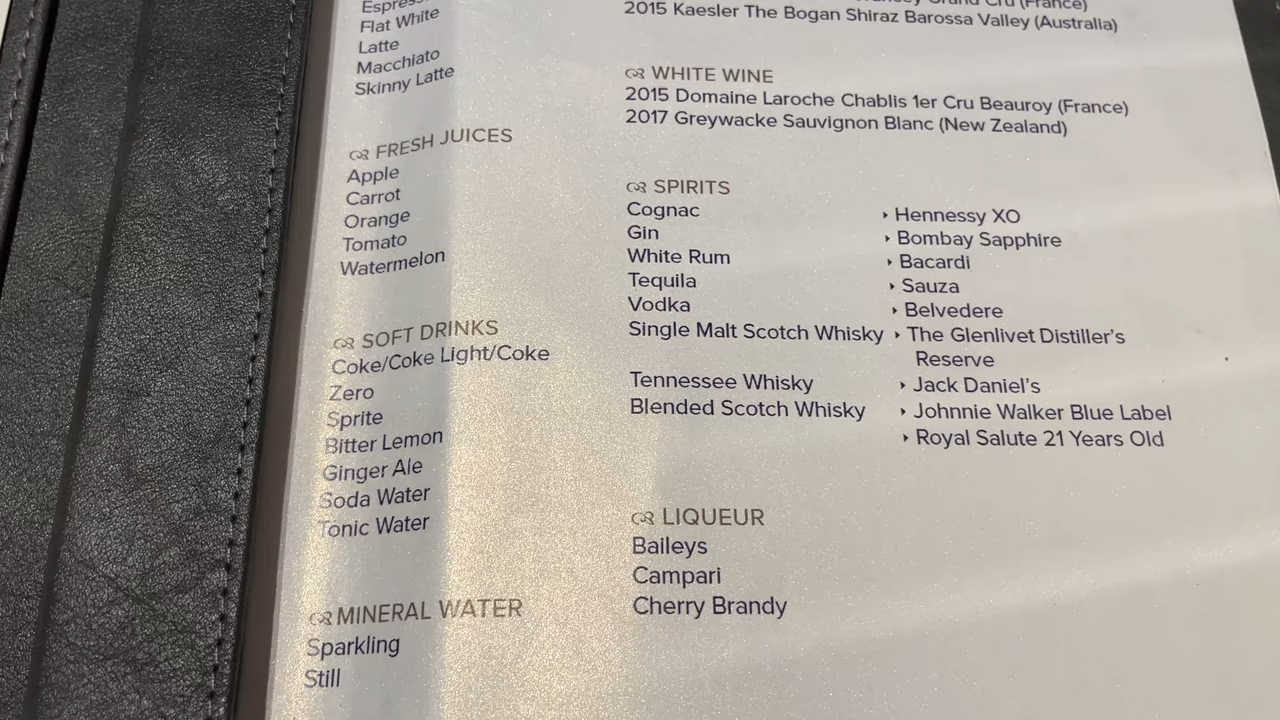 Flat White
Latte
Macchiato
Skinny Latte
FRESH JUICES
Apple
Carrot
Orange
Tomato
Watermelon
SOFT DRINKS
Coke/Coke Light/Coke
Zero
Sprite
Bitter Lemon
Ginger Ale
Soda Water
Tonic Water
MINERAL WATER
Sparkling
Still
Grand Cru (France)
2015 Kaesler The Bogan Shiraz Barossa Valley (Australia)
WHITE WINE
2015 Domaine Laroche Chablis 1er Cru Beauroy (France)
2017 Greywacke Sauvignon Blanc (New Zealand)
SPIRITS
Cognac ‣ Hennessy XO
Gin ‣ Bombay Sapphire
White Rum ‣ Bacardi
Tequila ‣ Sauza
Vodka ‣ Belvedere
Single Malt Scotch Whisky ‣ The Glenlivet Distiller's
Reserve
Tennessee Whisky ‣ Jack Daniel's
Blended Scotch Whisky ‣ Johnnie Walker Blue Label
‣ Royal Salute 21 Years Old
LIQUEUR
Baileys
Campari
Cherry Brandy